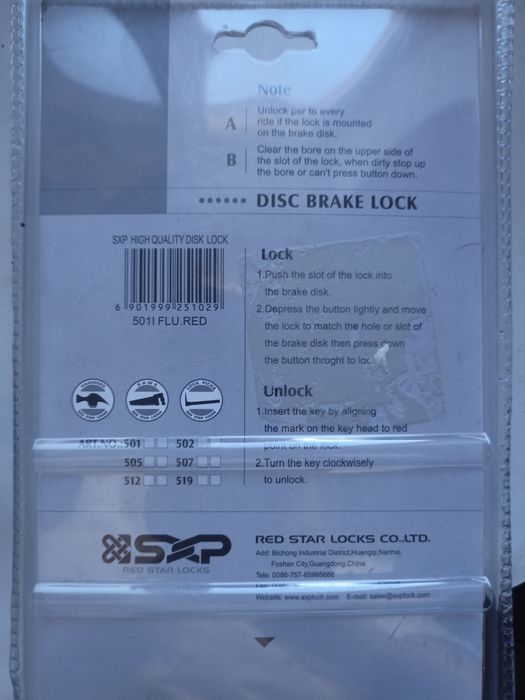 Note
A
Unlock per to every
ride if the lock is mounted
on the brake disk.
B
Clear the bore on the upper side of
the slot of the lock, when dirty stop up
the bore or can't press button down.
•••••• DISC BRAKE LOCK
SXP HIGH QUALITY DISK LOCK
6 901999 251029
501I FLU.RED
Lock
1.Push the slot of the lock into
the brake disk.
2.Depress the button lightly and move
the lock to match the hole or slot of
the brake disk then press down
the button throght to lock
Unlock
1.Insert the key by aligning
the mark on the key head to red
point on the lock.
2.Turn the key clockwisely
to unlock.
HAMMERS
SAWS
LOCK PICKS
ART.NO.:501 502
505 507
512 519
SXP
RED STAR LOCKS
RED STAR LOCKS CO.,LTD.
Add: Bichong Industrial District,Huangqi,Nanhai,
Foshan City,Guangdong,China.
Tele: 0086-757-85995688
Website: www.sxplock.com E-mail: sales@sxplock.com